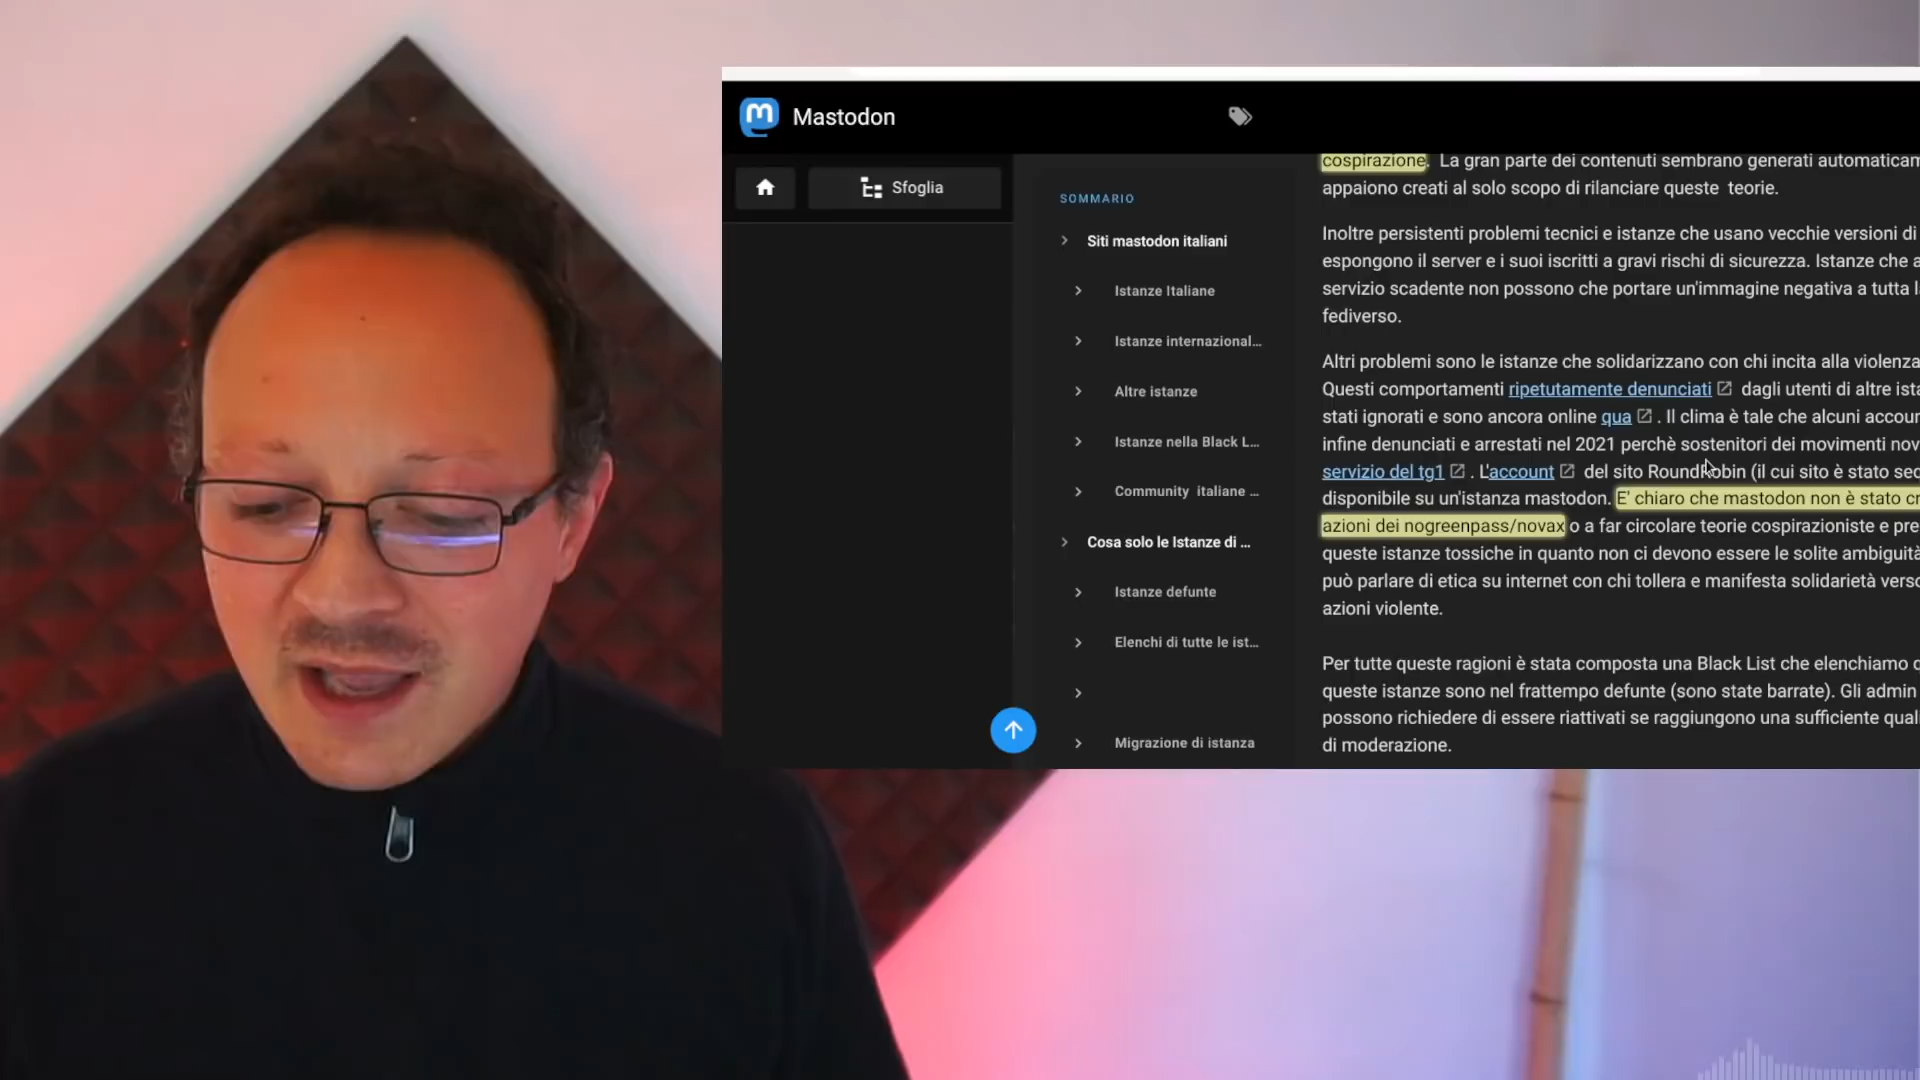 Mastodon
Sfoglia
SOMMARIO
Siti mastodon italiani
Istanze Italiane
Istanze internazional...
Altre istanze
Istanze nella Black L...
Community italiane ...
Cosa solo le Istanze di ...
Istanze defunte
Elenchi di tutte le ist...
Migrazione di istanza
cospirazione. La gran parte dei contenuti sembrano generati
appaiono creati al solo scopo di rilanciare queste teorie.
Inoltre persistenti problemi tecnici e istanze che usano vecchie versioni di
espongono il server e i suoi iscritti a gravi rischi di sicurezza. Istanze che
servizio scadente non possono che portare un'immagine negativa a tutta
fediverso.
Altri problemi sono le istanze che solidarizzano con chi incita alla violenza
Questi comportamenti ripetutamente denunciati dagli utenti di altre
stati ignorati e sono ancora online qua . Il clima è tale che alcuni
infine denunciati e arrestati nel 2021 perchè sostenitori dei movimenti
servizio del tg1 . L'account del sito RoundRobin (il cui sito è stato
disponibile su un'istanza mastodon. E' chiaro che mastodon non è stato
azioni dei nogreenpass/novax o a far circolare teorie cospirazioniste e
queste istanze tossiche in quanto non ci devono essere le solite ambiguità
può parlare di etica su internet con chi tollera e manifesta solidarietà
azioni violente.
Per tutte queste ragioni è stata composta una Black List che elenchiamo
queste istanze sono nel frattempo defunte (sono state barrate). Gli admin
possono richiedere di essere riattivati se raggiungono una sufficiente
di moderazione.